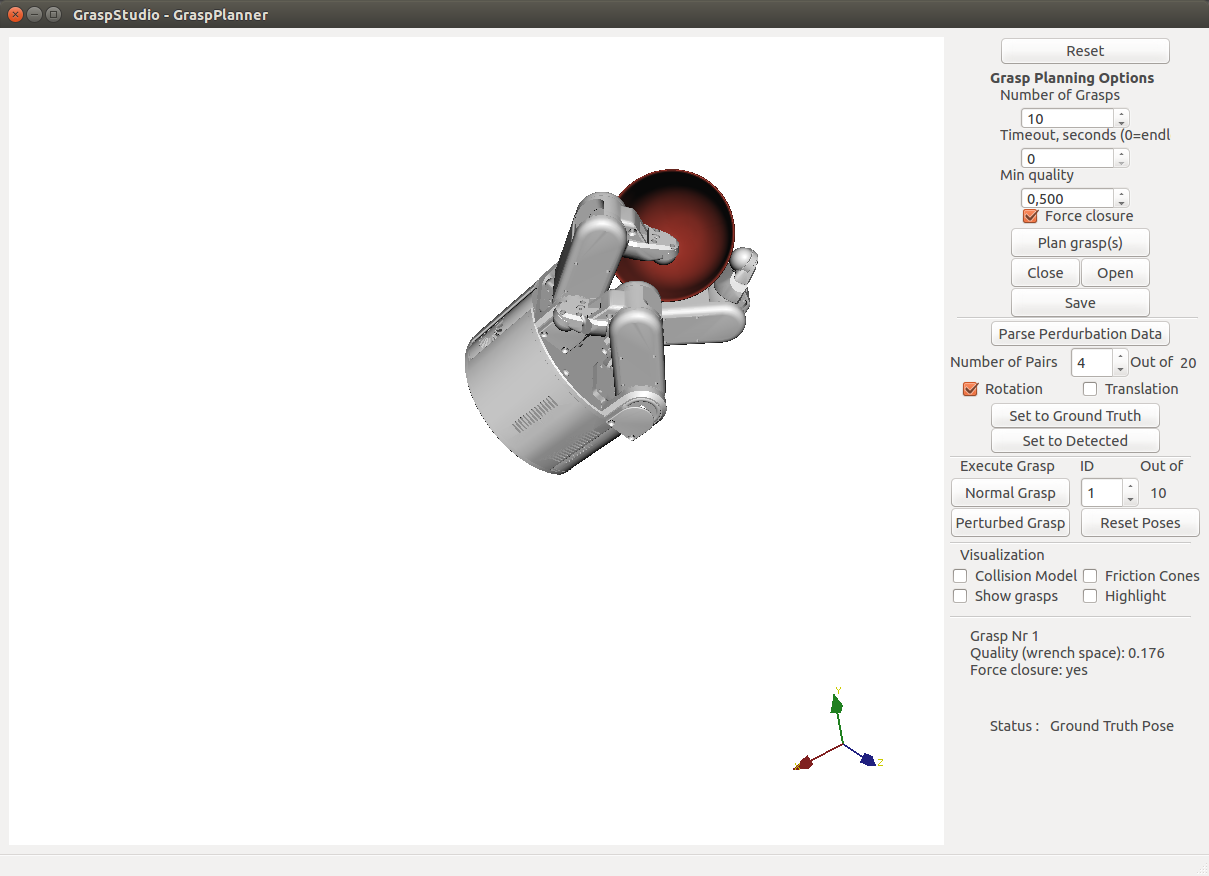 GraspStudio - GraspPlanner
Reset
Grasp Planning Options
Number of Grasps
10
Timeout, seconds (0=endl
0
Min quality
0,500
Force closure
Plan grasp(s)
Close Open
Save
Parse Perdurbation Data
Number of Pairs 4 Out of 20
Rotation Translation
Set to Ground Truth
Set to Detected
Execute Grasp ID Out of
Normal Grasp 1 10
Perturbed Grasp Reset Poses
Visualization
Collision Model Friction Cones
Show grasps Highlight
Grasp Nr 1
Quality (wrench space): 0.176
Force closure: yes
Y
Status : Ground Truth Pose
Z